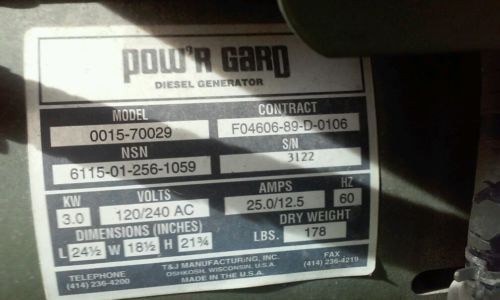 POW'R GARD
DIESEL GENERATOR
MODEL CONTRACT
0015-70029 F04606-89-D-0106
NSN S/N
6115-01-256-1059 3122
KW VOLTS AMPS HZ
3.0 120/240 AC 25.0/12.5 60
DIMENSIONS (INCHES) DRY WEIGHT
L 24½ W 18½ H 21¾ LBS. 178
TELEPHONE T&J MANUFACTURING, INC. FAX
(414) 236-4200 OSHKOSH, WISCONSIN, U.S.A. (414) 236-4219
MADE IN THE U.S.A.